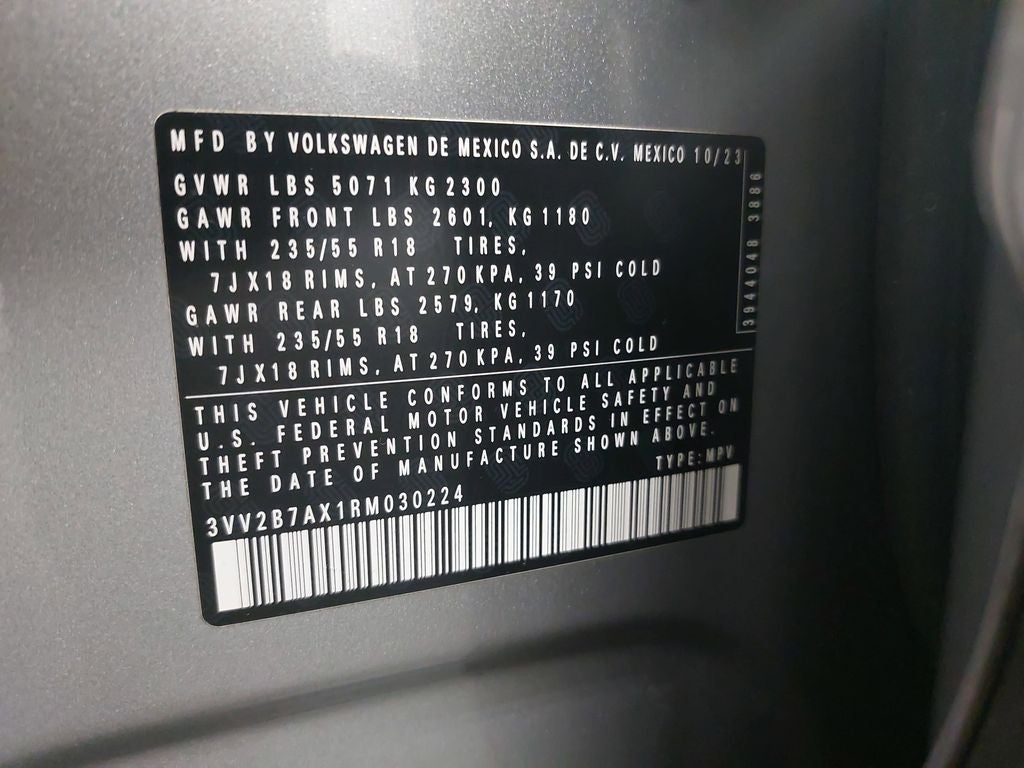 MFD BY VOLKSWAGEN DE MEXICO S.A. DE C.V. MEXICO 10/23
GVWR LBS 5071 KG 2300
GAWR FRONT LBS 2601, KG 1180
WITH 235/55 R18 TIRES,
7JX18 RIMS, AT 270 KPA, 39 PSI COLD
GAWR REAR LBS 2579, KG 1170
WITH 235/55 R18 TIRES,
7JX18 RIMS, AT 270 KPA, 39 PSI COLD
3944048 3886
THIS VEHICLE CONFORMS TO ALL APPLICABLE
U.S. FEDERAL MOTOR VEHICLE SAFETY AND
THEFT PREVENTION STANDARDS IN EFFECT ON
THE DATE OF MANUFACTURE SHOWN ABOVE.
TYPE: MPV
3VV2B7AX1RM030224